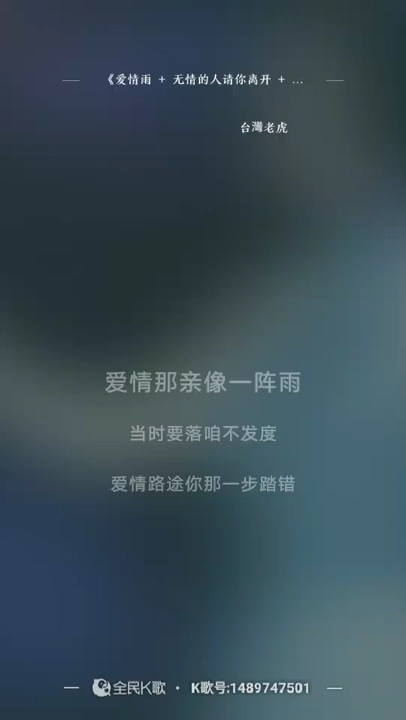 《爱情雨 + 无情的人请你离开 + ...
台灣老虎
爱情那亲像一阵雨
当时要落咱不发度
爱情路途你那一步踏错
全民K歌 · K歌号:1489747501